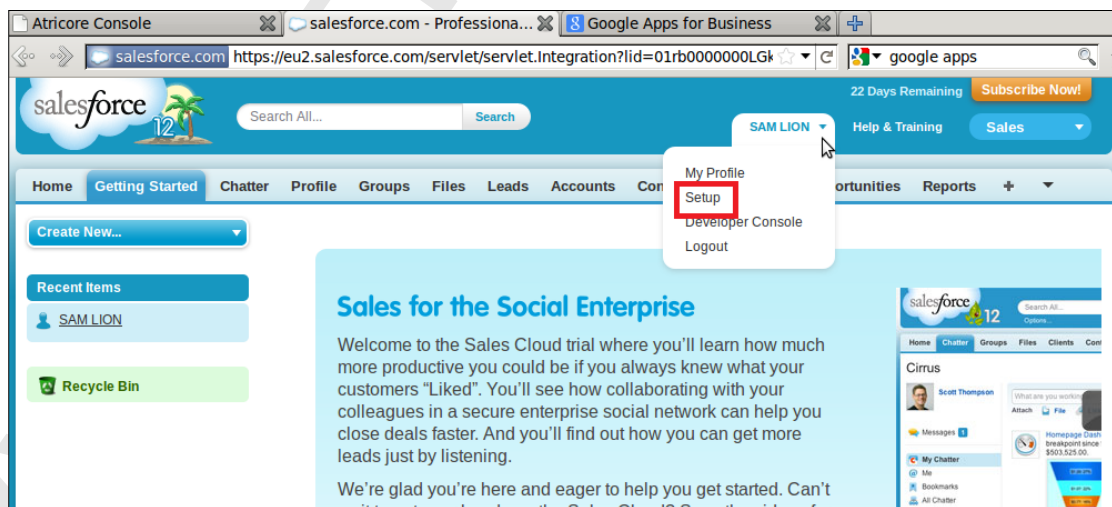 Atricore Console
salesforce.com - Professiona...
Google Apps for Business
salesforce.com
https://eu2.salesforce.com/servlet/servlet.Integration?lid=01rb0000000LGk
google apps
salesforce
12
Search All...
Search
22 Days Remaining
Subscribe Now!
SAM LION
Help & Training
Sales
Home Getting Started Chatter Profile Groups Files Leads Accounts Con ortunities Reports +
My Profile
Setup
Developer Console
Logout
Create New...
Recent Items
SAM LION
Recycle Bin
Sales for the Social Enterprise
Welcome to the Sales Cloud trial where you’ll learn how much
more productive you could be if you always knew what your
customers “Liked”. You’ll see how collaborating with your
colleagues in a secure enterprise social network can help you
close deals faster. And you’ll find out how you can get more
leads just by listening.
We’re glad you’re here and eager to help you get started. Can’t
salesforce
12
Search All...
Options...
Home Chatter Groups Files Clients Con
Cirrus
Scott Thompson
What are you workin
Attach File
Messages 1
Homepage Dash
breakpoint since
$503,525.00.
My Chatter
Me
Bookmarks
All Chatter